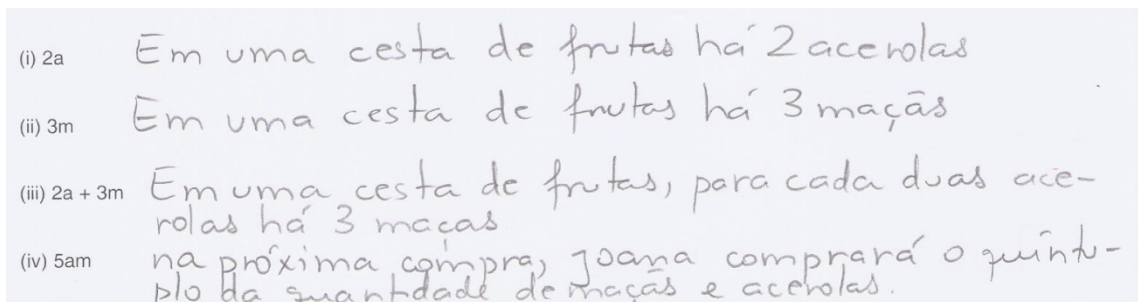 (i) 2a Em uma cesta de frutas há 2 acerolas
(ii) 3m Em uma cesta de frutas há 3 maçãs
(iii) 2a + 3m Em uma cesta de frutas, para cada duas ace-
rolas há 3 macas
(iv) 5am na próxima compra, Joana comprará o quíntu-
plo da quantdade de maçãs e acerolas.